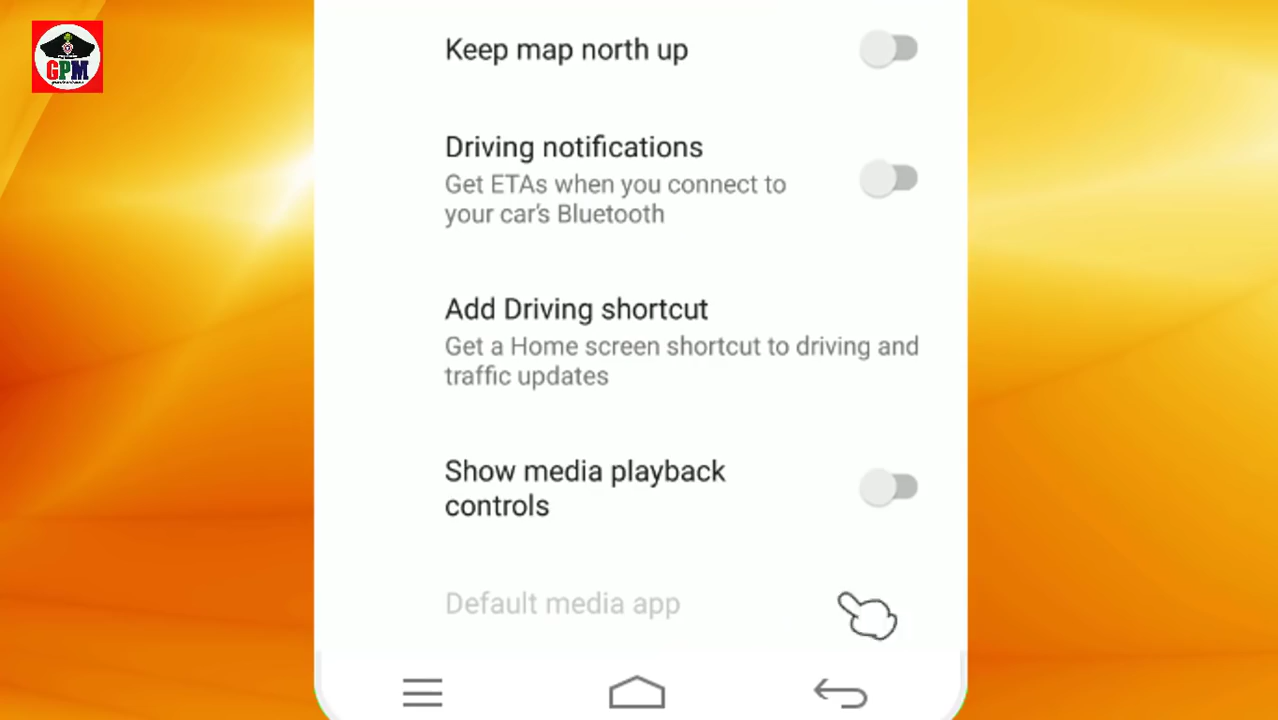 GPM
Keep map north up
Driving notifications
Get ETAs when you connect to
your car's Bluetooth
Add Driving shortcut
Get a Home screen shortcut to driving and
traffic updates
Show media playback
controls
Default media app